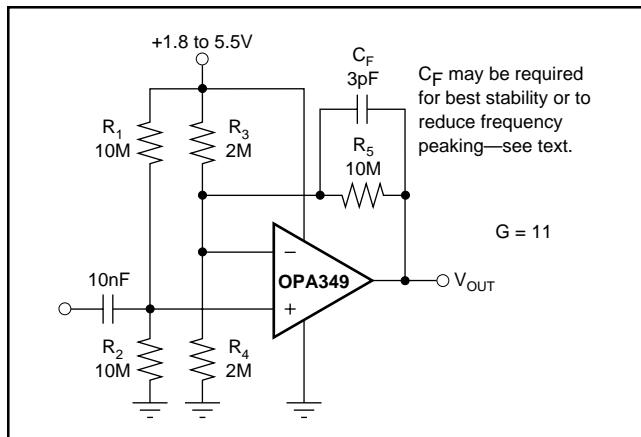 +1.8 to 5.5V
C_F
3pF
C_F may be required
for best stability or to
reduce frequency
peaking—see text.
R_1
10M
R_3
2M
R_5
10M
G = 11
10nF
−
OPA349
+
V_OUT
R_2
10M
R_4
2M